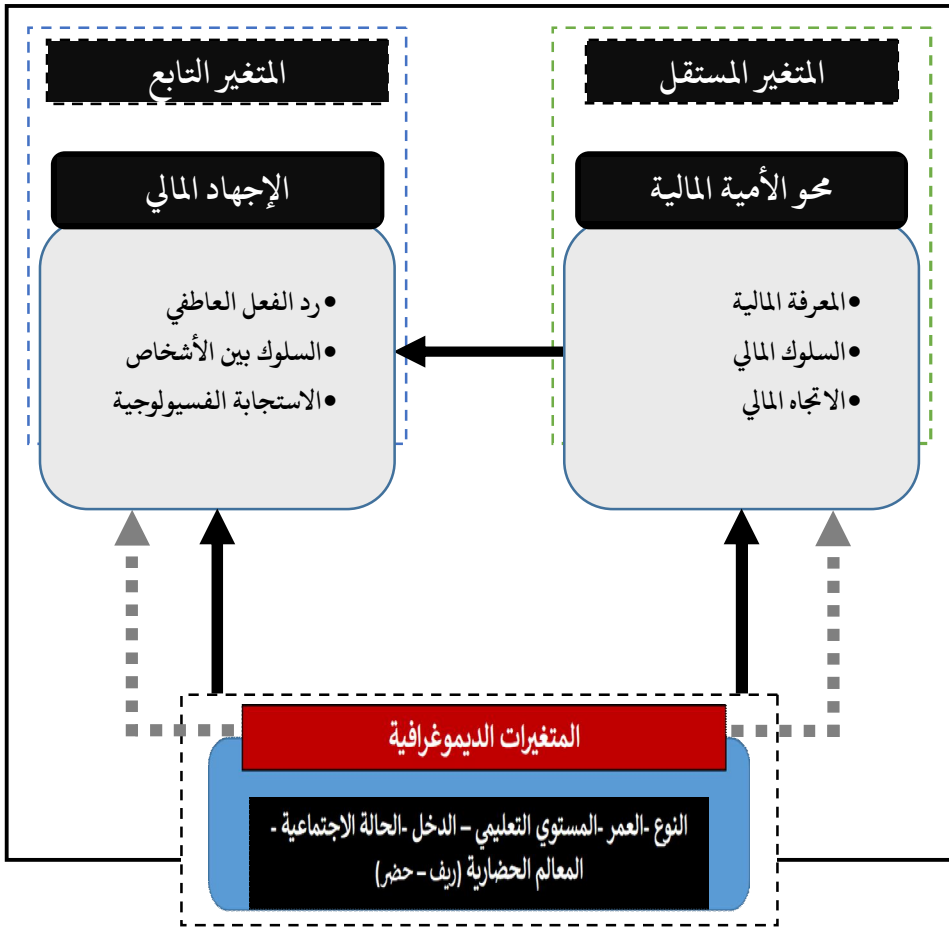 المتغير المستقل
محو الأمية المالية
•المعرفة المالية
•السلوك المالي
•الاتجاه المالي
المتغير التابع
الإجهاد المالي
•رد الفعل العاطفي
•السلوك بين الأشخاص
•الاستجابة الفسيولوجية
المتغيرات الديموغرافية
النوع -العمر -المستوي التعليمي – الدخل -الحالة الاجتماعية -
المعالم الحضارية (ريف – حضر)